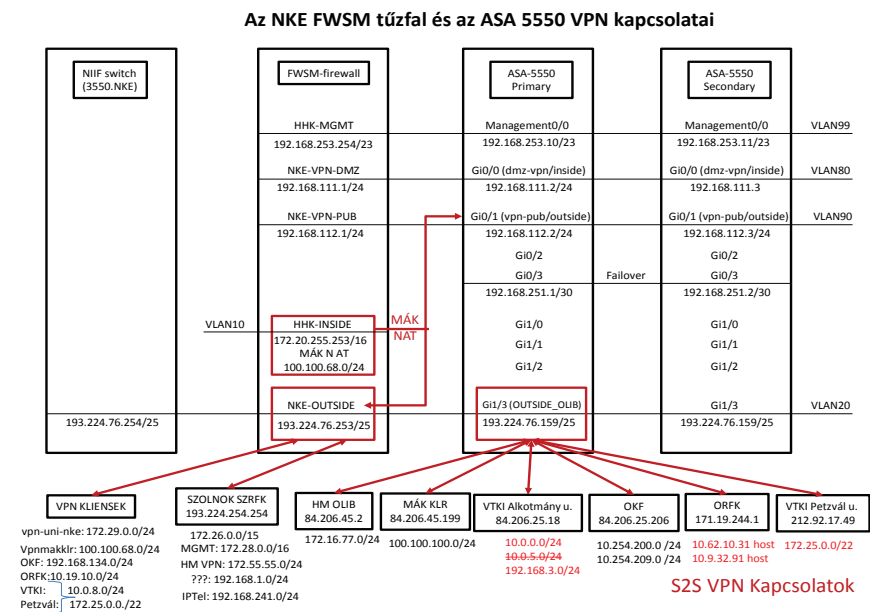 Az NKE FWSM tűzfal és az ASA 5550 VPN kapcsolatai
NIIF switch
(3550.NKE)
FWSM-firewall
ASA-5550
Primary
ASA-5550
Secondary
HHK-MGMT
Management0/0
Management0/0
VLAN99
192.168.253.254/23
192.168.253.10/23
192.168.253.11/23
NKE-VPN-DMZ
Gi0/0 (dmz-vpn/inside)
Gi0/0 (dmz-vpn/inside)
VLAN80
192.168.111.1/24
192.168.111.2/24
192.168.111.3
NKE-VPN-PUB
Gi0/1 (vpn-pub/outside)
Gi0/1 (vpn-pub/outside)
VLAN90
192.168.112.1/24
192.168.112.2/24
192.168.112.3/24
Gi0/2
Gi0/2
Gi0/3
Failover
Gi0/3
192.168.251.1/30
192.168.251.2/30
VLAN10
HHK-INSIDE
MÁK
NAT
Gi1/0
Gi1/0
172.20.255.253/16
MÁK N AT
100.100.68.0/24
Gi1/1
Gi1/1
Gi1/2
Gi1/2
NKE-OUTSIDE
Gi1/3 (OUTSIDE_OLIB)
Gi1/3
VLAN20
193.224.76.254/25
193.224.76.253/25
193.224.76.159/25
193.224.76.159/25
VPN KLIENSEK
vpn-uni-nke: 172.29.0.0/24
Vpnmakklr: 100.100.68.0/24
OKF: 192.168.134.0/24
ORFK:10.19.10.0/24
VTKI: 10.0.8.0/24
Petzvál: 172.25.0.0./22
SZOLNOK SZRFK
193.224.254.254
172.26.0.0/15
MGMT: 172.28.0.0/16
HM VPN: 172.55.55.0/24
???: 192.168.1.0/24
IPTel: 192.168.241.0/24
HM OLIB
84.206.45.2
172.16.77.0/24
MÁK KLR
84.206.45.199
100.100.100.0/24
VTKI Alkotmány u.
84.206.25.18
10.0.0.0/24
10.0.5.0/24
192.168.3.0/24
OKF
84.206.25.206
10.254.200.0/24
10.254.209.0/24
ORFK
171.19.244.1
10.62.10.31 host
10.9.32.91 host
VTKI Petzvál u.
212.92.17.49
172.25.0.0/22
S2S VPN Kapcsolatok